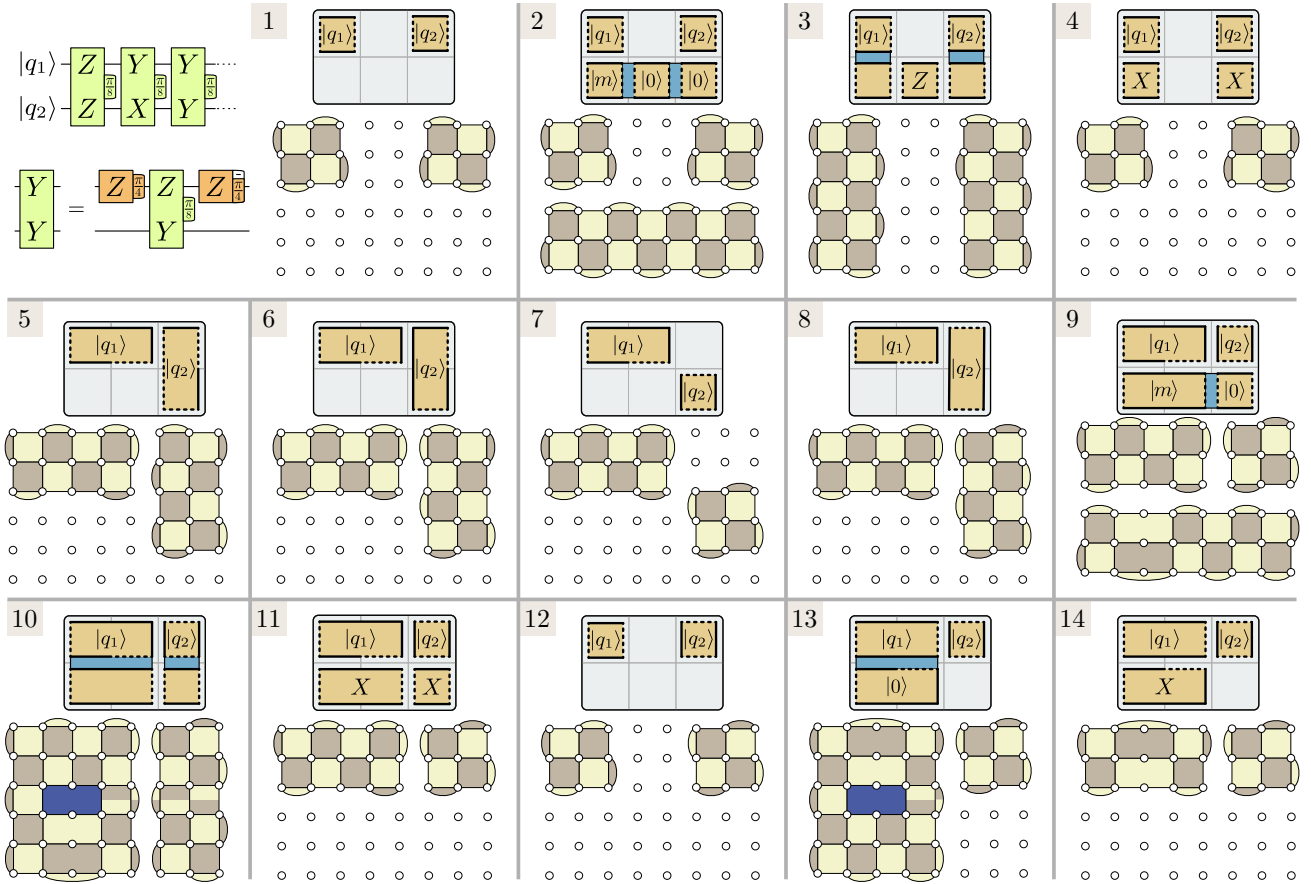 |q₁⟩ Z Y Y
π/8 π/8 π/8
|q₂⟩ Z X Y
Y = Z π/4 Z Z -π/4
π/8
Y Y
1
|q₁⟩ |q₂⟩
2
|q₁⟩ |q₂⟩
|m⟩ |0⟩ |0⟩
3
|q₁⟩ |q₂⟩
Z
4
|q₁⟩ |q₂⟩
X X
5
|q₁⟩
|q₂⟩
6
|q₁⟩
|q₂⟩
7
|q₁⟩
|q₂⟩
8
|q₁⟩
|q₂⟩
9
|q₁⟩ |q₂⟩
|m⟩ |0⟩
10
|q₁⟩ |q₂⟩
11
|q₁⟩ |q₂⟩
X X
12
|q₁⟩ |q₂⟩
13
|q₁⟩ |q₂⟩
|0⟩
14
|q₁⟩ |q₂⟩
X